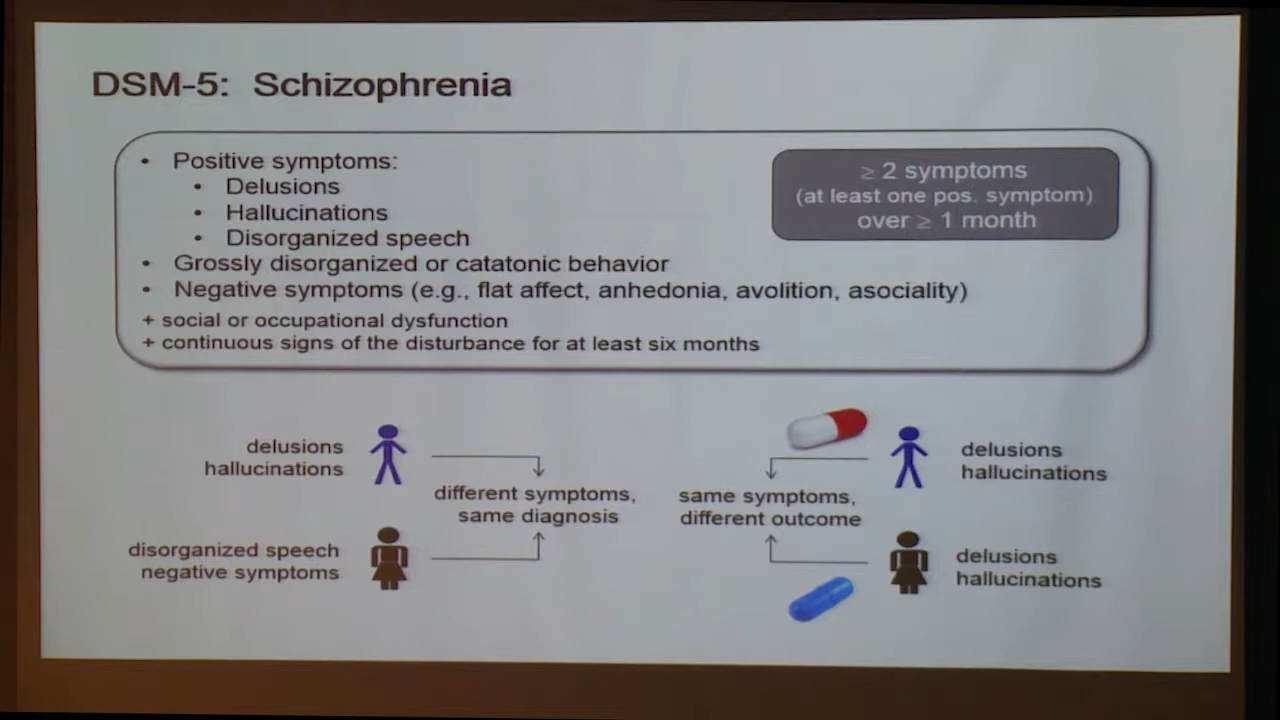 DSM-5: Schizophrenia
• Positive symptoms:
• Delusions
• Hallucinations
• Disorganized speech
• Grossly disorganized or catatonic behavior
• Negative symptoms (e.g., flat affect, anhedonia, avolition, asociality)
+ social or occupational dysfunction
+ continuous signs of the disturbance for at least six months
≥ 2 symptoms
(at least one pos. symptom)
over ≥ 1 month
delusions
hallucinations
disorganized speech
negative symptoms
different symptoms,
same diagnosis
same symptoms,
different outcome
delusions
hallucinations
delusions
hallucinations